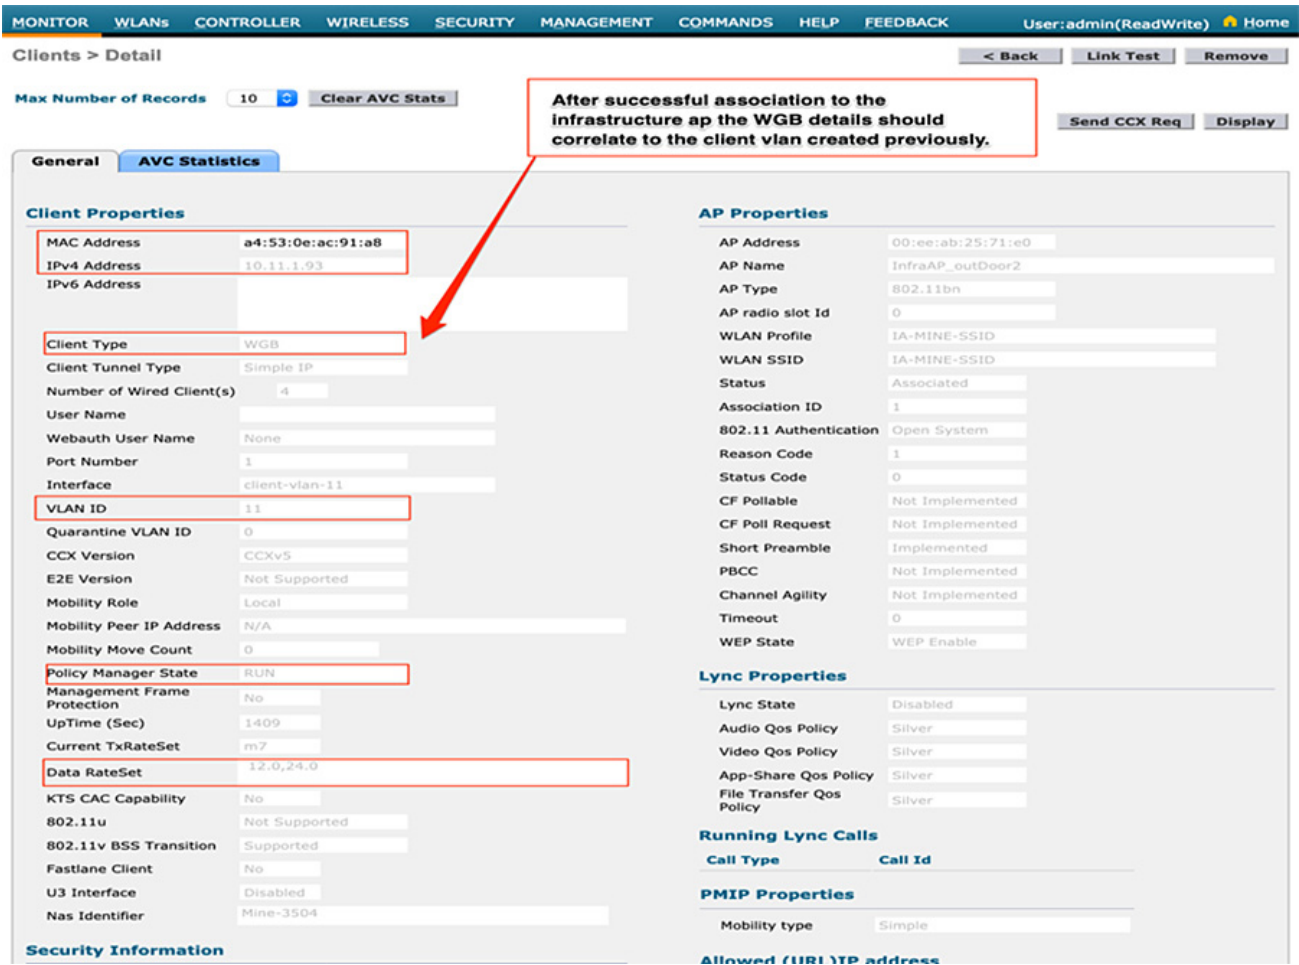 MONITOR WLANs CONTROLLER WIRELESS SECURITY MANAGEMENT COMMANDS HELP FEEDBACK User:admin(ReadWrite) Home
Clients > Detail < Back Link Test Remove
Max Number of Records 10 Clear AVC Stats
After successful association to the
infrastructure ap the WGB details should
correlate to the client vlan created previously.
Send CCX Req Display
General AVC Statistics
Client Properties
MAC Address a4:53:0e:ac:91:a8
IPv4 Address 10.11.1.93
IPv6 Address
Client Type WGB
Client Tunnel Type Simple IP
Number of Wired Client(s) 4
User Name
Webauth User Name None
Port Number 1
Interface client-vlan-11
VLAN ID 11
Quarantine VLAN ID 0
CCX Version CCXv5
E2E Version Not Supported
Mobility Role Local
Mobility Peer IP Address N/A
Mobility Move Count 0
Policy Manager State RUN
Management Frame
Protection No
UpTime (Sec) 1409
Current TxRateSet m7
Data RateSet 12.0,24.0
KTS CAC Capability No
802.11u Not Supported
802.11v BSS Transition Supported
Fastlane Client No
U3 Interface Disabled
Nas Identifier Mine-3504
Security Information
AP Properties
AP Address 00:ee:ab:25:71:e0
AP Name InfraAP_outDoor2
AP Type 802.11bn
AP radio slot Id 0
WLAN Profile IA-MINE-SSID
WLAN SSID IA-MINE-SSID
Status Associated
Association ID 1
802.11 Authentication Open System
Reason Code 1
Status Code 0
CF Pollable Not Implemented
CF Poll Request Not Implemented
Short Preamble Implemented
PBCC Not Implemented
Channel Agility Not Implemented
Timeout 0
WEP State WEP Enable
Lync Properties
Lync State Disabled
Audio Qos Policy Silver
Video Qos Policy Silver
App-Share Qos Policy Silver
File Transfer Qos
Policy Silver
Running Lync Calls
Call Type Call Id
PMIP Properties
Mobility type Simple
Allowed (URL)IP address